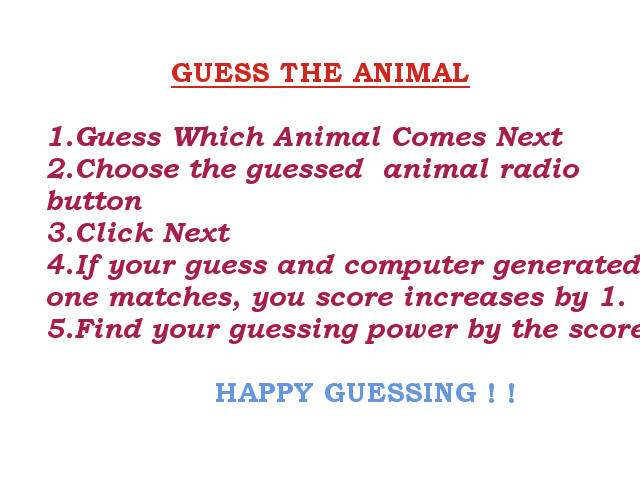 GUESS THE ANIMAL
1.Guess Which Animal Comes Next
2.Choose the guessed  animal radio
button
3.Click Next
4.If your guess and computer generated
one matches, you score increases by 1.
5.Find your guessing power by the score
HAPPY GUESSING ! !